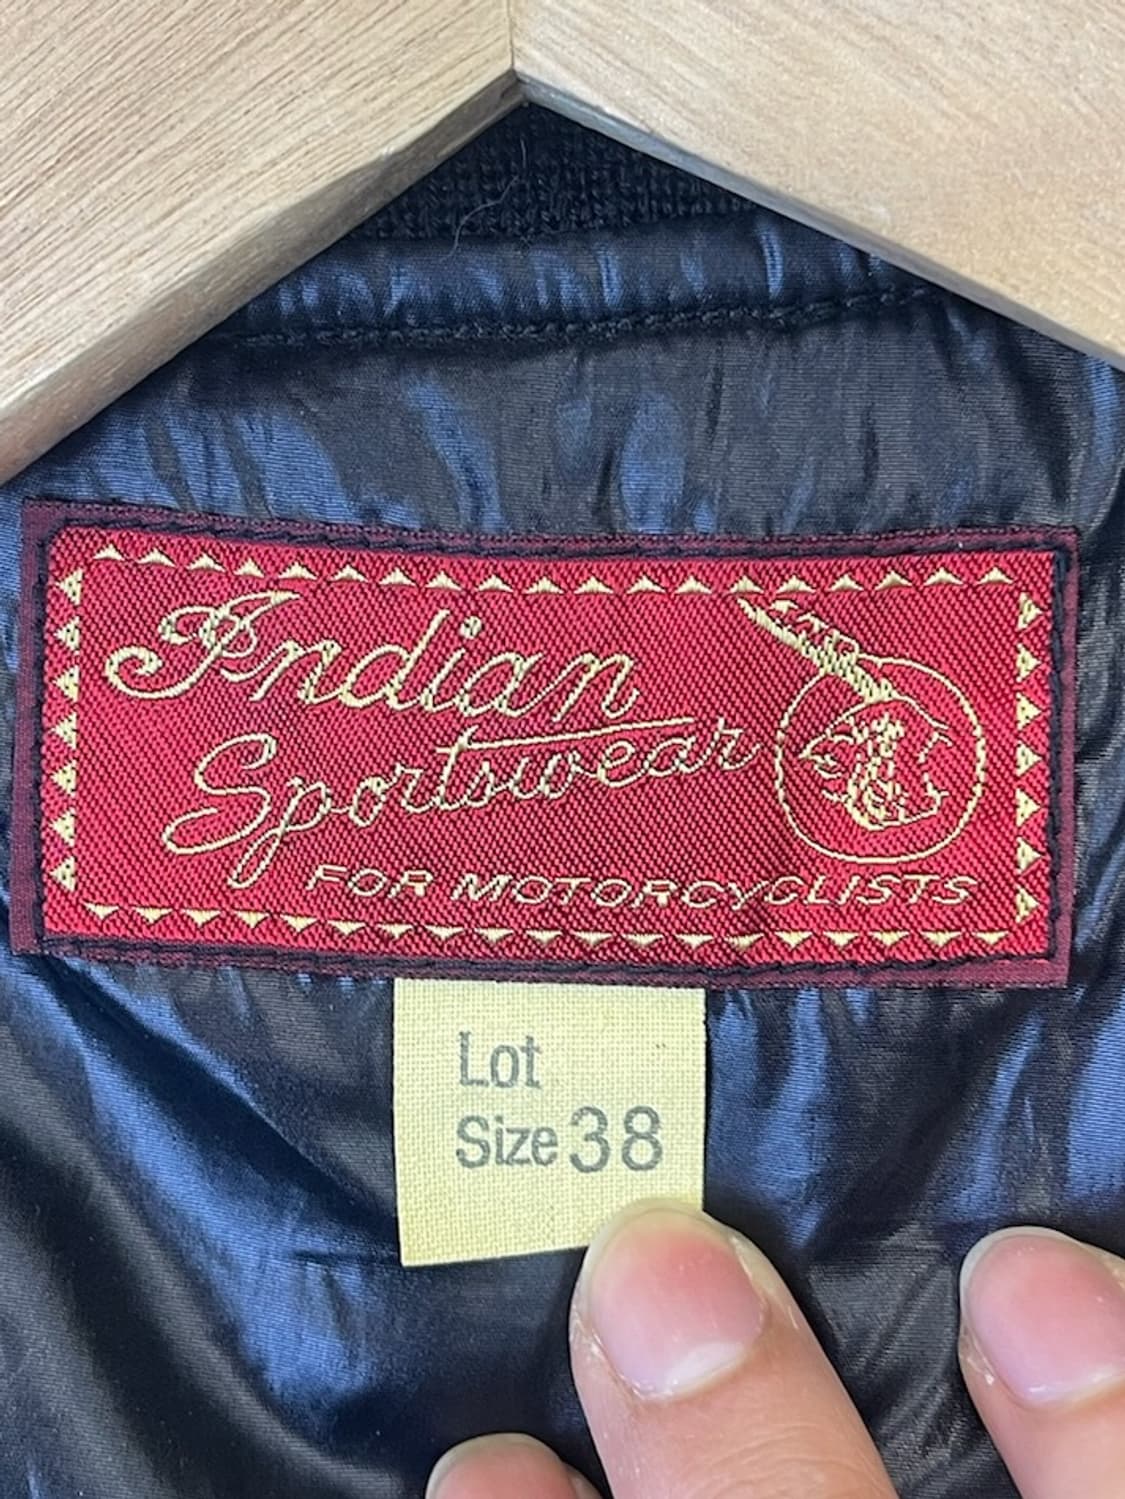 Indian
Sportswear
FOR MOTORCYCLISTS
Lot
Size 38